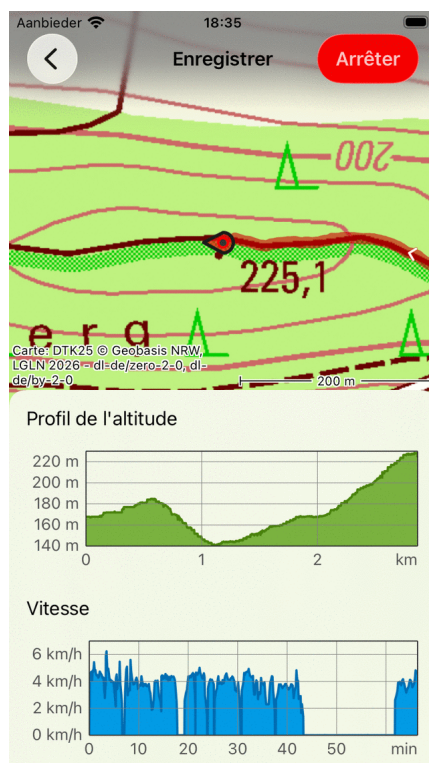 Aanbieder 18:35
Enregistrer
Arrêter
200
225,1
e r g
Carte: DTK25 © Geobasis NRW,
LGLN 2026 - dl-de/zero-2-0, dl-
de/by-2-0
200 m
Profil de l'altitude
220 m
200 m
180 m
160 m
140 m
0 1 2 km
Vitesse
6 km/h
4 km/h
2 km/h
0 km/h
0 10 20 30 40 50 min